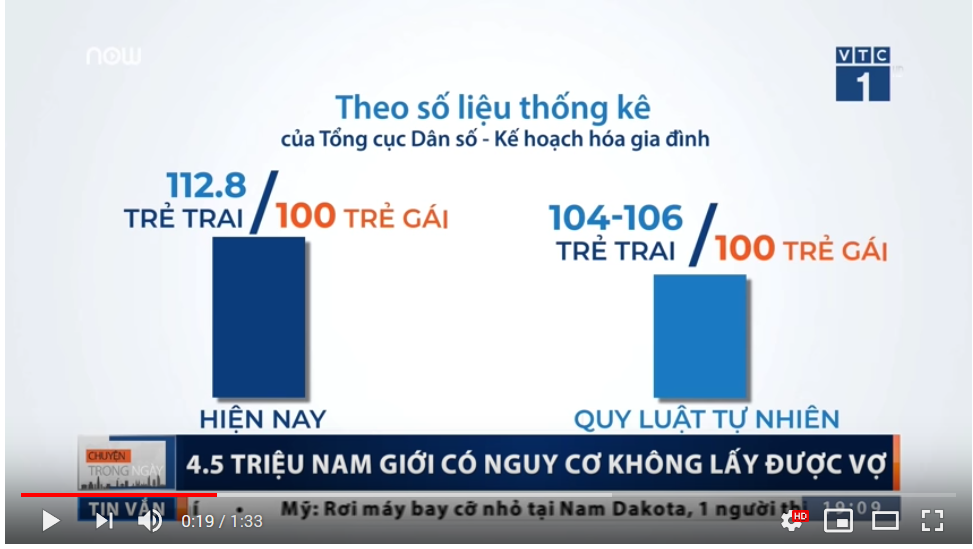 now
VTC
1
Theo số liệu thống kê
của Tổng cục Dân số - Kế hoạch hóa gia đình
112.8
TRẺ TRAI / 100 TRẺ GÁI
104-106
TRẺ TRAI / 100 TRẺ GÁI
HIỆN NAY
QUY LUẬT TỰ NHIÊN
CHUYỆN
TRONG NGÀY
4.5 TRIỆU NAM GIỚI CÓ NGUY CƠ KHÔNG LẤY ĐƯỢC VỢ
TIN VẮN
• Mỹ: Rơi máy bay cỡ nhỏ tại Nam Dakota, 1 người
19:09
0:19 / 1:33
HD